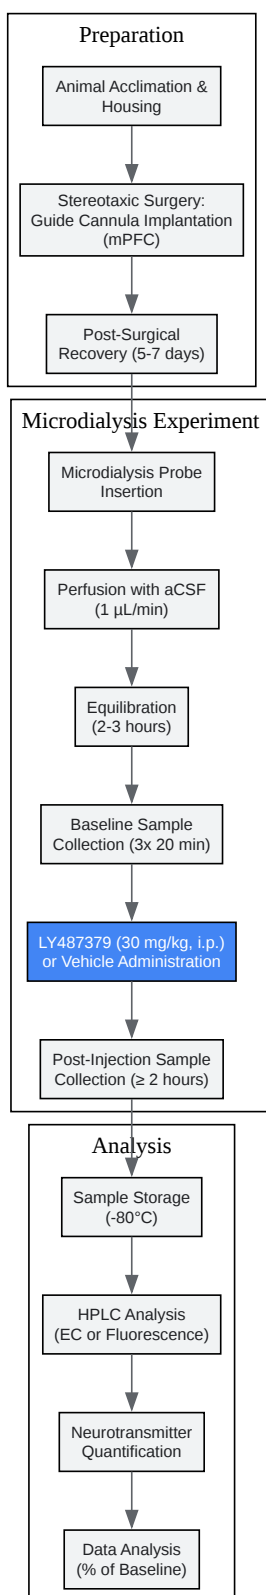 Preparation
Animal Acclimation &
Housing
Stereotaxic Surgery:
Guide Cannula Implantation
(mPFC)
Post-Surgical
Recovery (5-7 days)
Microdialysis Experiment
Microdialysis Probe
Insertion
Perfusion with aCSF
(1 µL/min)
Equilibration
(2-3 hours)
Baseline Sample
Collection (3x 20 min)
LY487379 (30 mg/kg, i.p.)
or Vehicle Administration
Post-Injection Sample
Collection (≥ 2 hours)
Analysis
Sample Storage
(-80°C)
HPLC Analysis
(EC or Fluorescence)
Neurotransmitter
Quantification
Data Analysis
(% of Baseline)